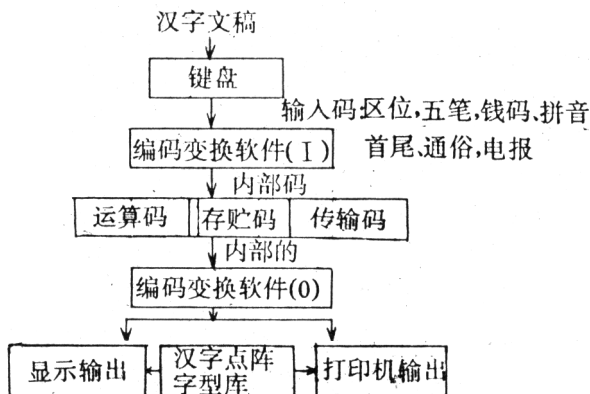 汉字文稿
键盘
输入码:区位,五笔,钱码、拼音
首尾、通俗,电报
编码变换软件(I)
内部码
运算码 存贮码 传输码
内部的
编码变换软件(0)
显示输出 汉字点阵 打印机输出
字型库